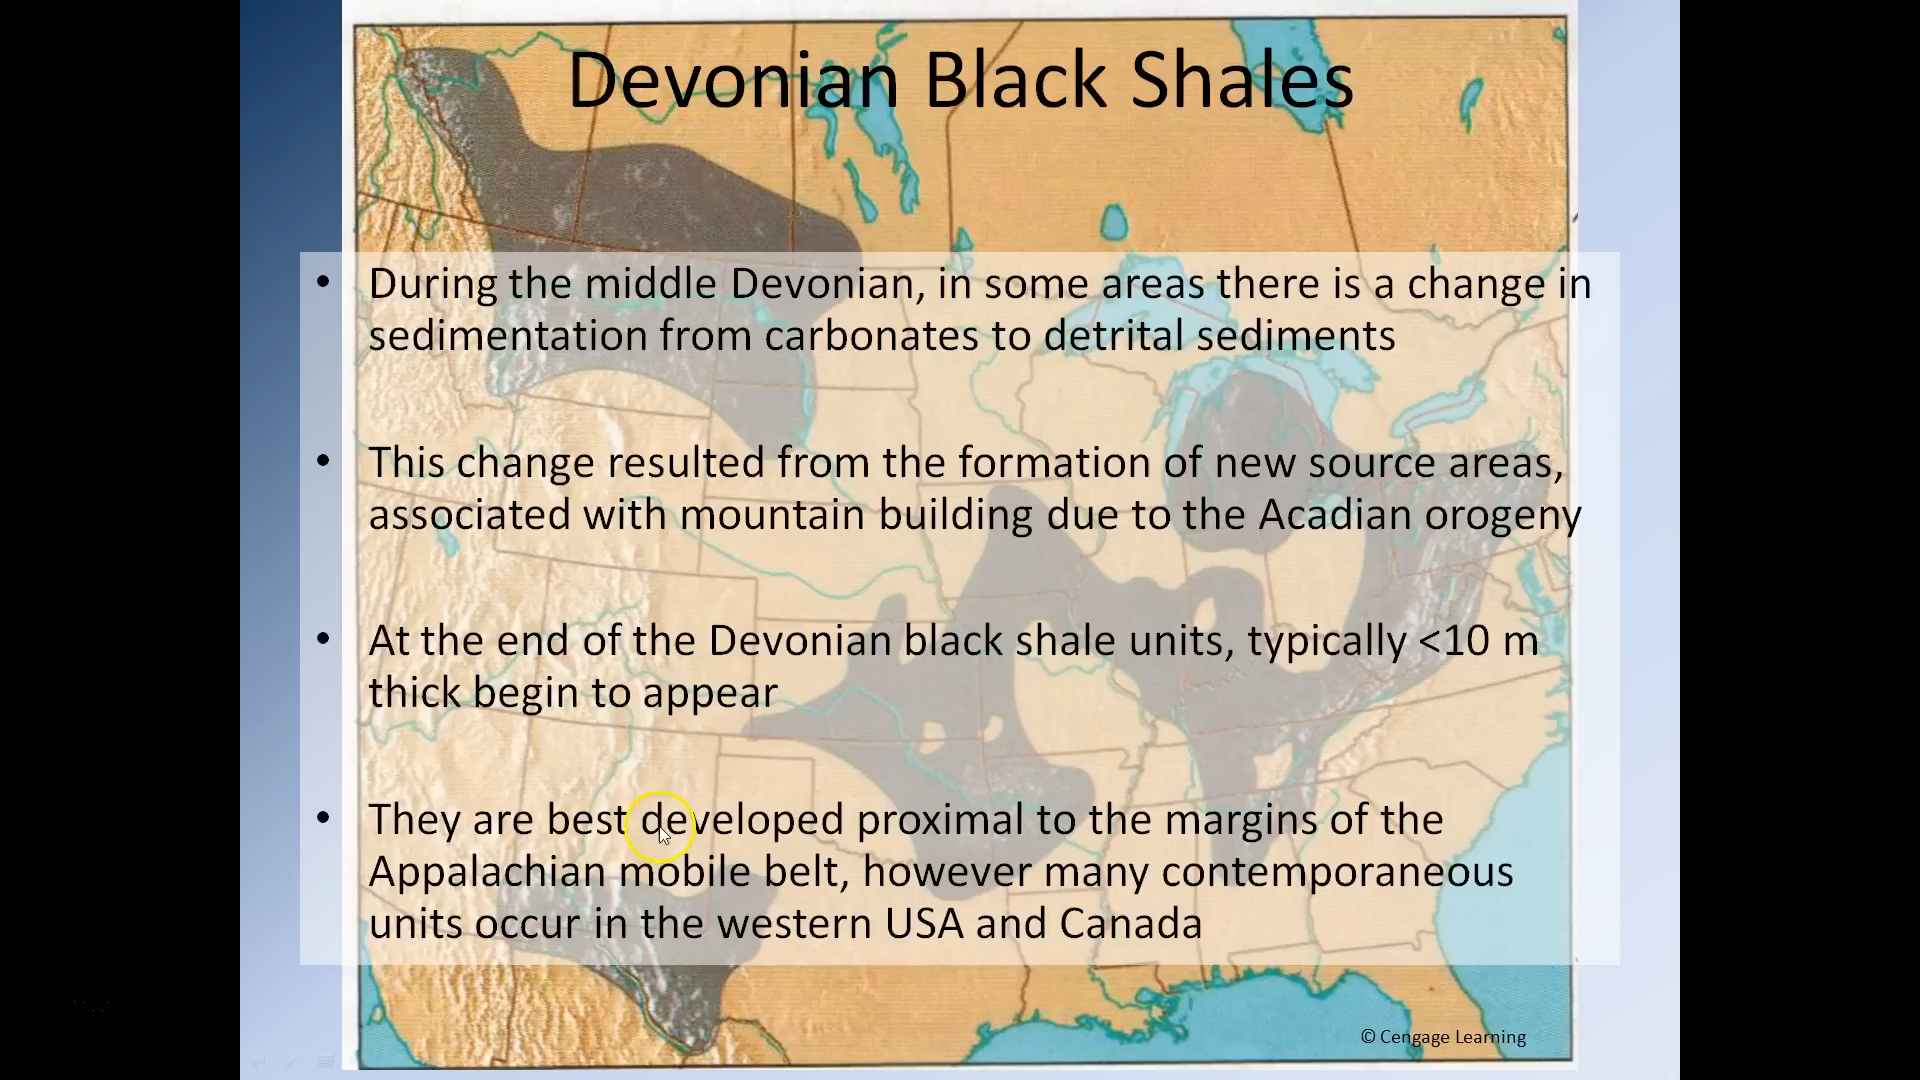 Devonian Black Shales
• During the middle Devonian, in some areas there is a change in
sedimentation from carbonates to detrital sediments
• This change resulted from the formation of new source areas,
associated with mountain building due to the Acadian orogeny
• At the end of the Devonian black shale units, typically <10 m
thick begin to appear
• They are best developed proximal to the margins of the
Appalachian mobile belt, however many contemporaneous
units occur in the western USA and Canada
© Cengage Learning